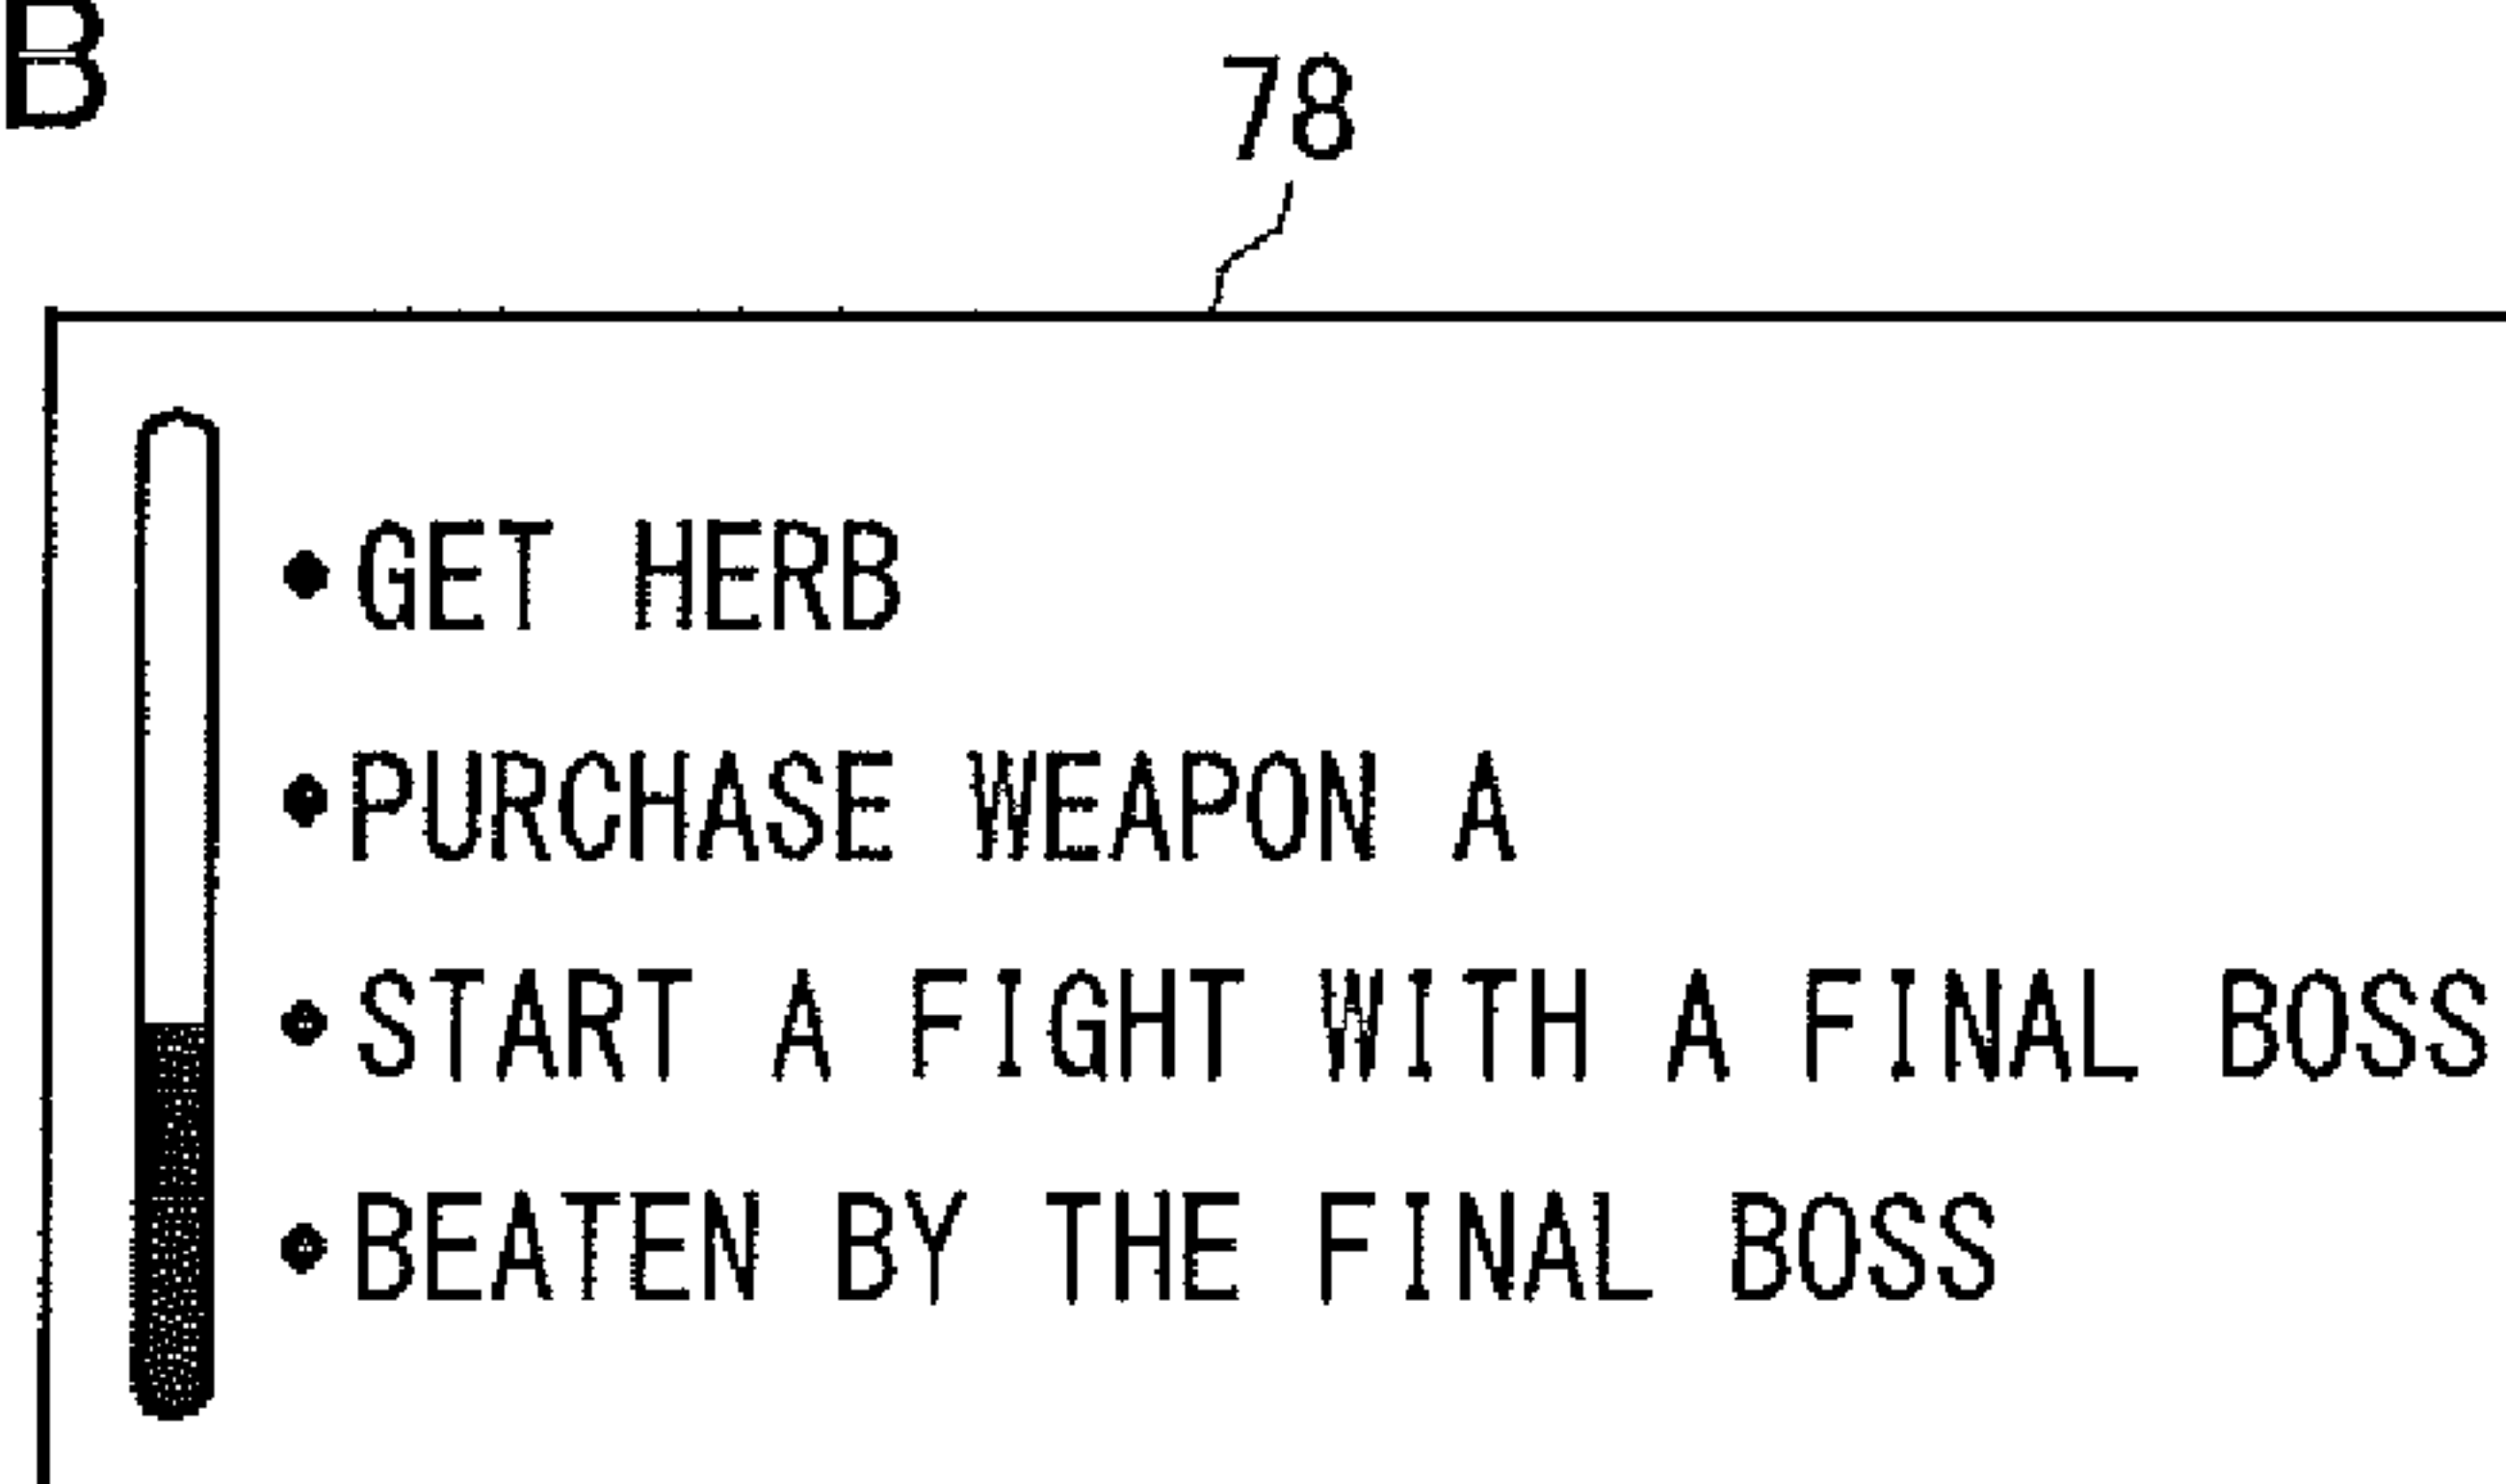 B
78
•GET HERB
•PURCHASE WEAPON A
•START A FIGHT WITH A FINAL BOSS
•BEATEN BY THE FINAL BOSS